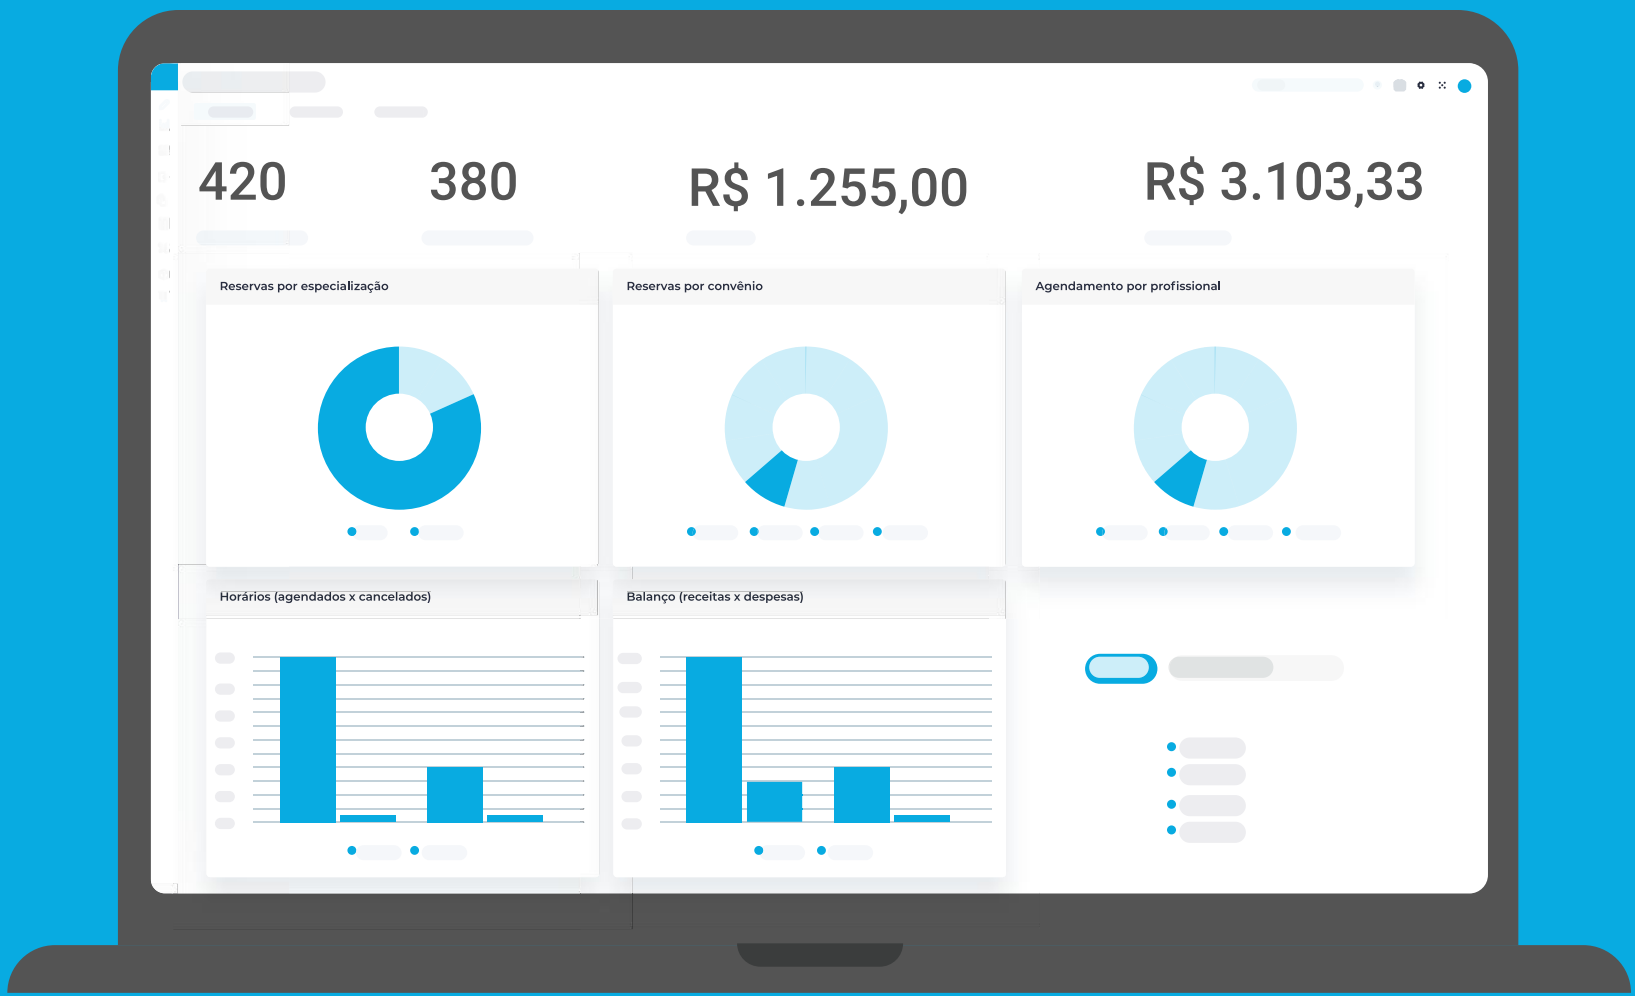 420
380
R$ 1.255,00
R$ 3.103,33
Reservas por especialização
Reservas por convênio
Agendamento por profissional
Horários (agendados x cancelados)
Balanço (receitas x despesas)